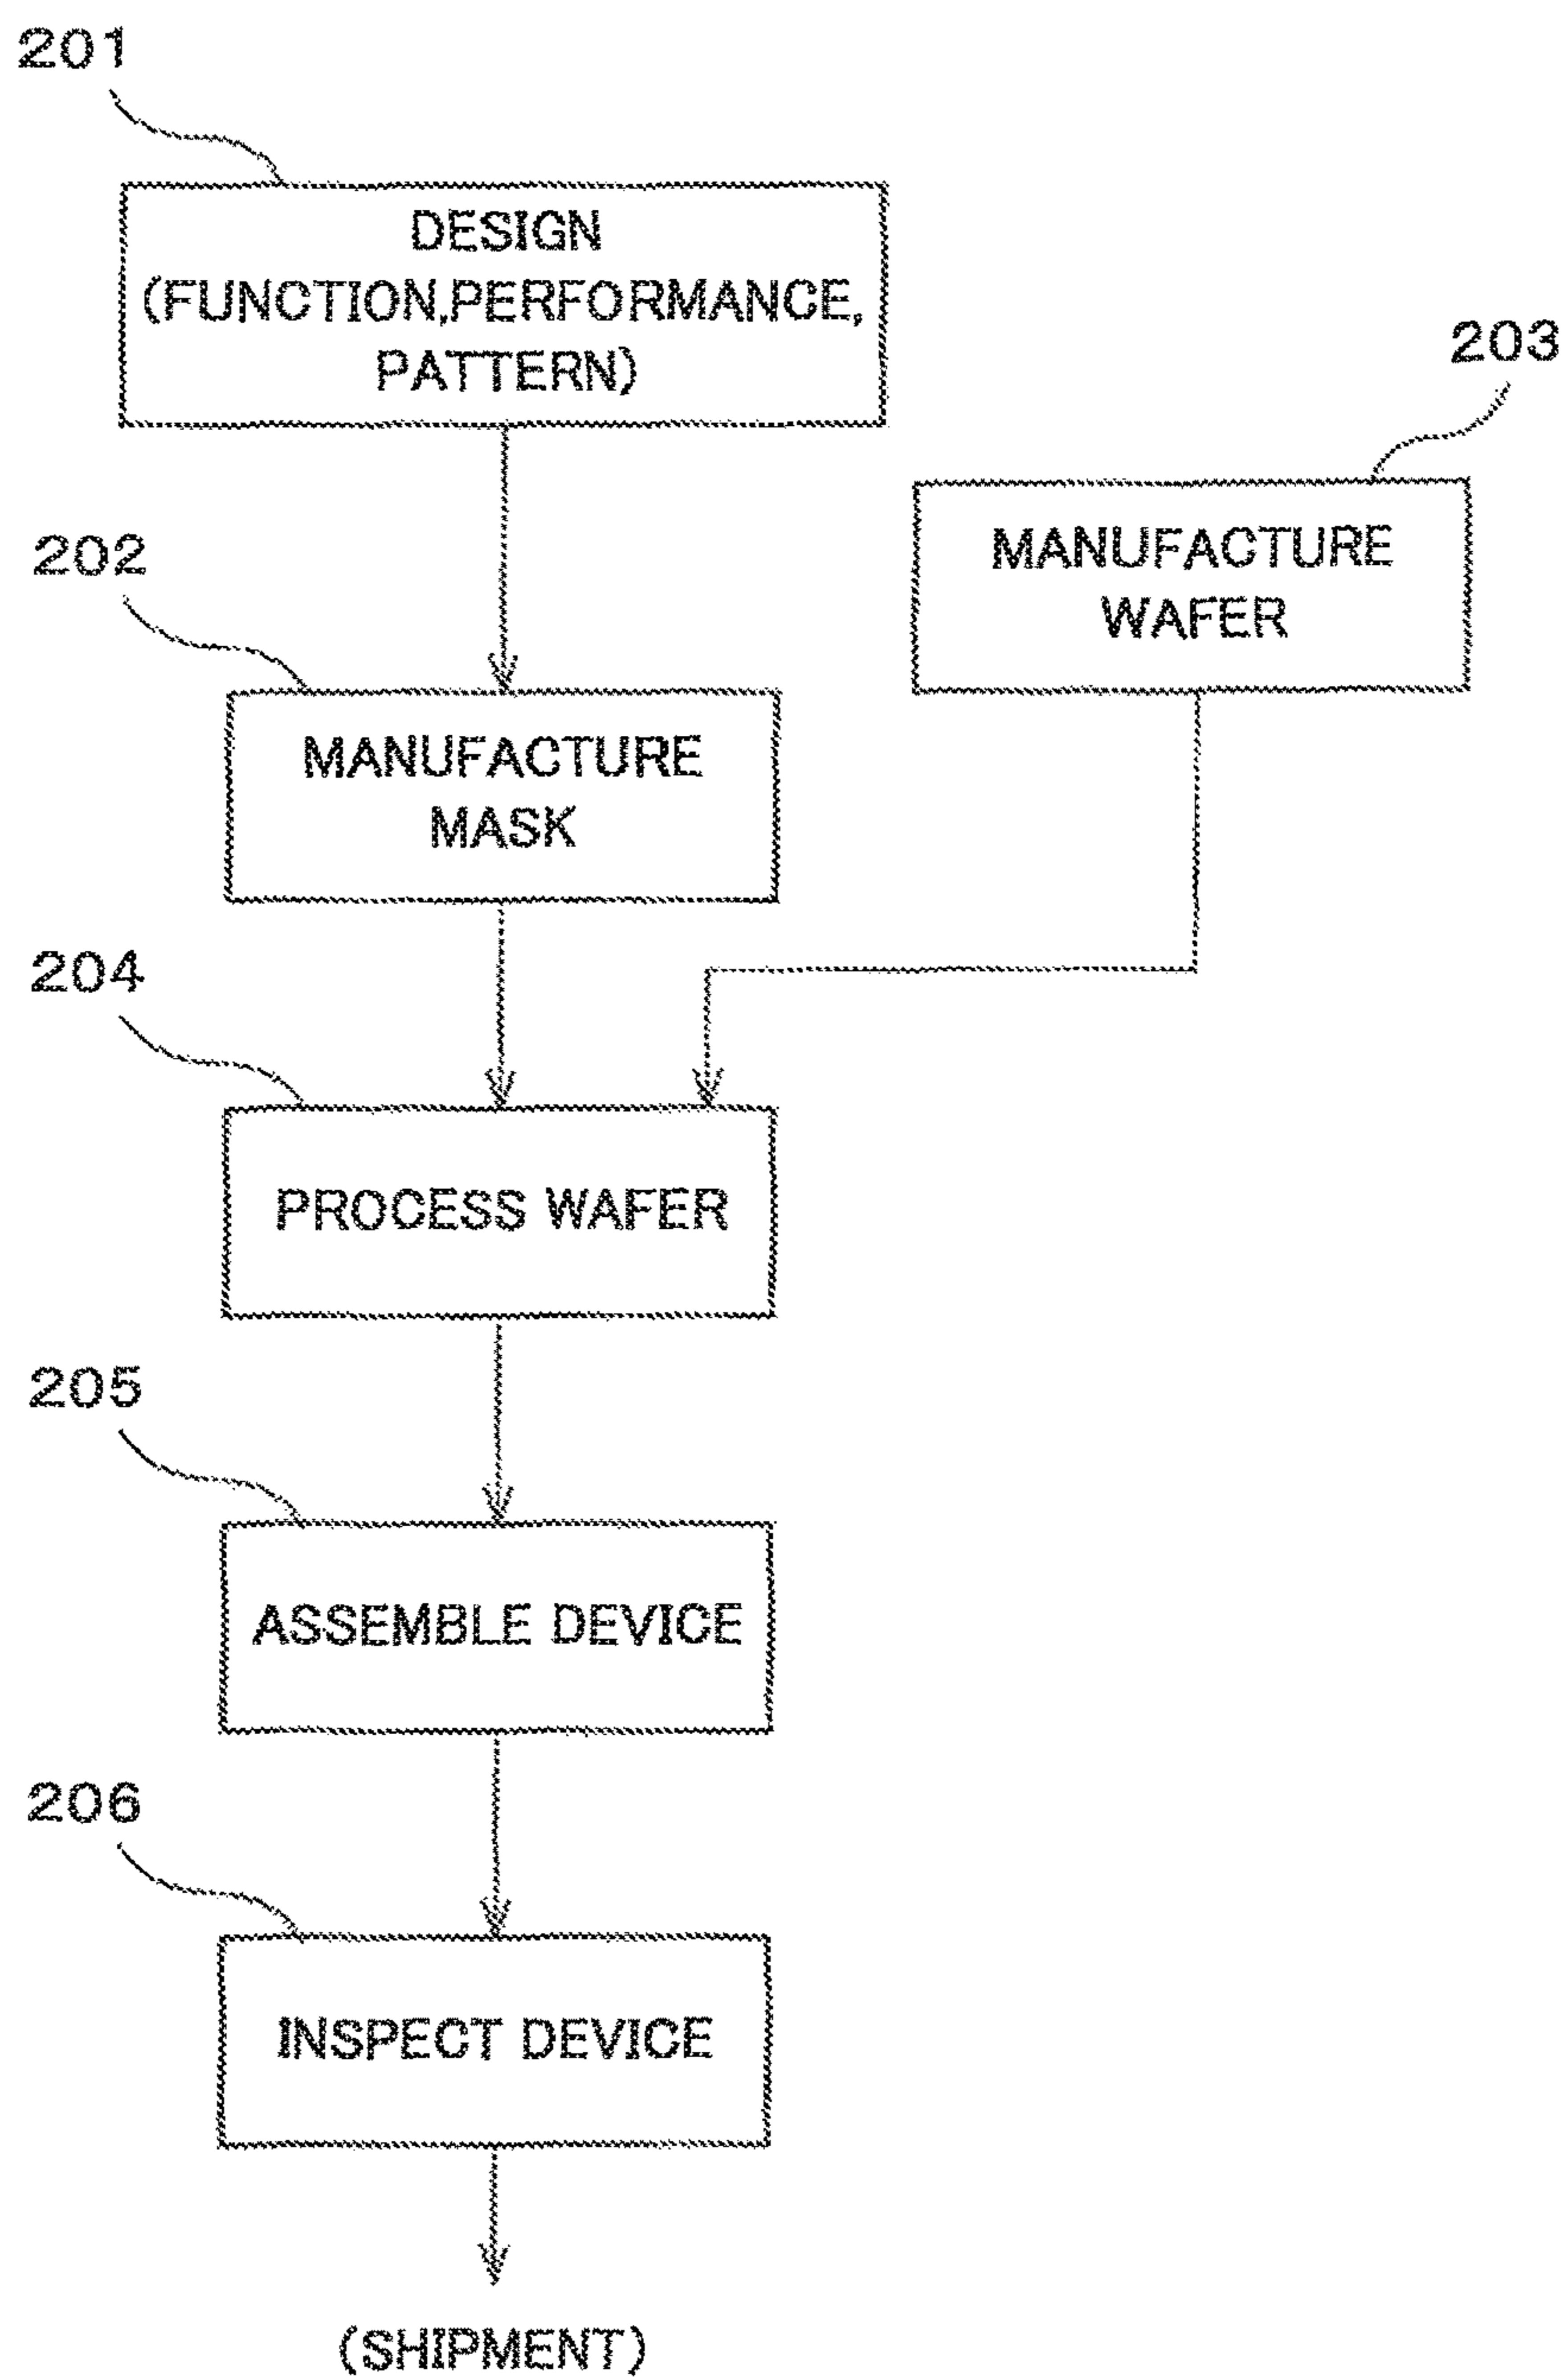 201
DESIGN
(FUNCTION,PERFORMANCE,
PATTERN)
203
MANUFACTURE
WAFER
202
MANUFACTURE
MASK
204
PROCESS WAFER
205
ASSEMBLE DEVICE
206
INSPECT DEVICE
(SHIPMENT)